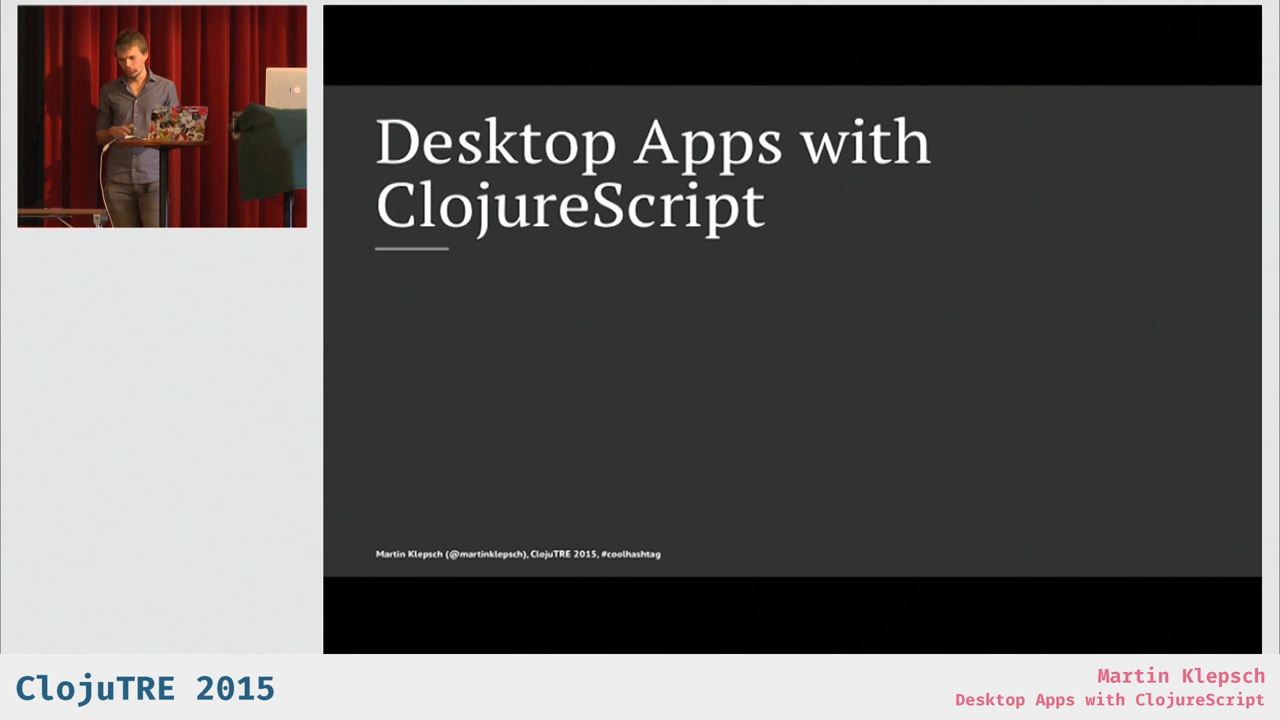 Desktop Apps with
ClojureScript
Martin Klepsch (@martinklepsch), ClojuTRE 2015, #coolhashtag
ClojuTRE 2015
Martin Klepsch
Desktop Apps with ClojureScript